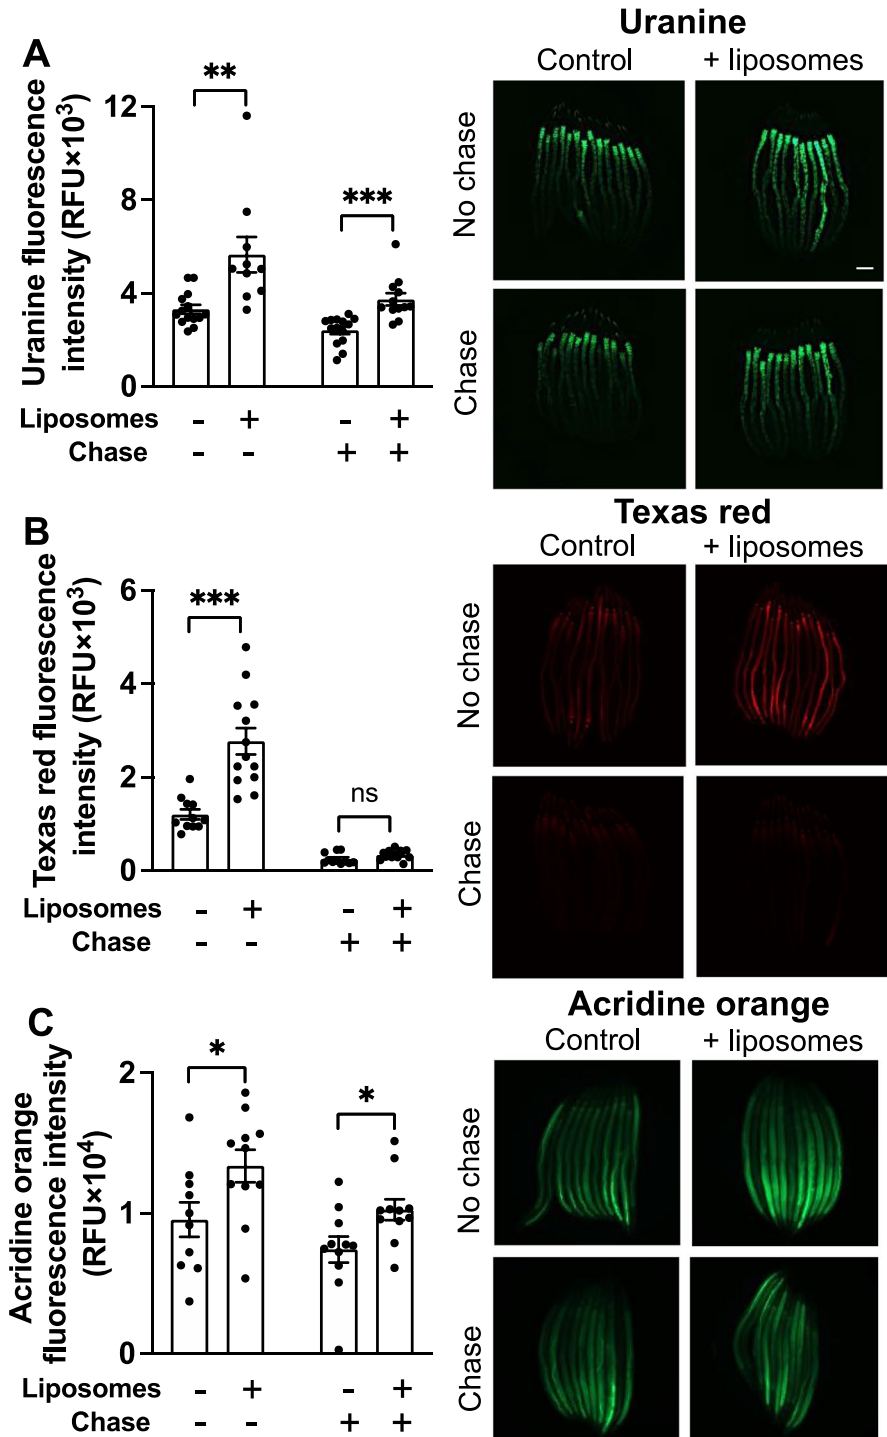 A
Uranine fluorescence
intensity (RFU×10³)
12
8
4
0
**
***
Liposomes - + - +
Chase - - + +
Uranine
Control + liposomes
No chase
Chase
B
Texas red fluorescence
intensity (RFU×10³)
6
4
2
0
***
ns
Liposomes - + - +
Chase - - + +
Texas red
Control + liposomes
No chase
Chase
C
Acridine orange
fluorescence intensity
(RFU×10⁴)
2
1
0
*
*
Liposomes - + - +
Chase - - + +
Acridine orange
Control + liposomes
No chase
Chase